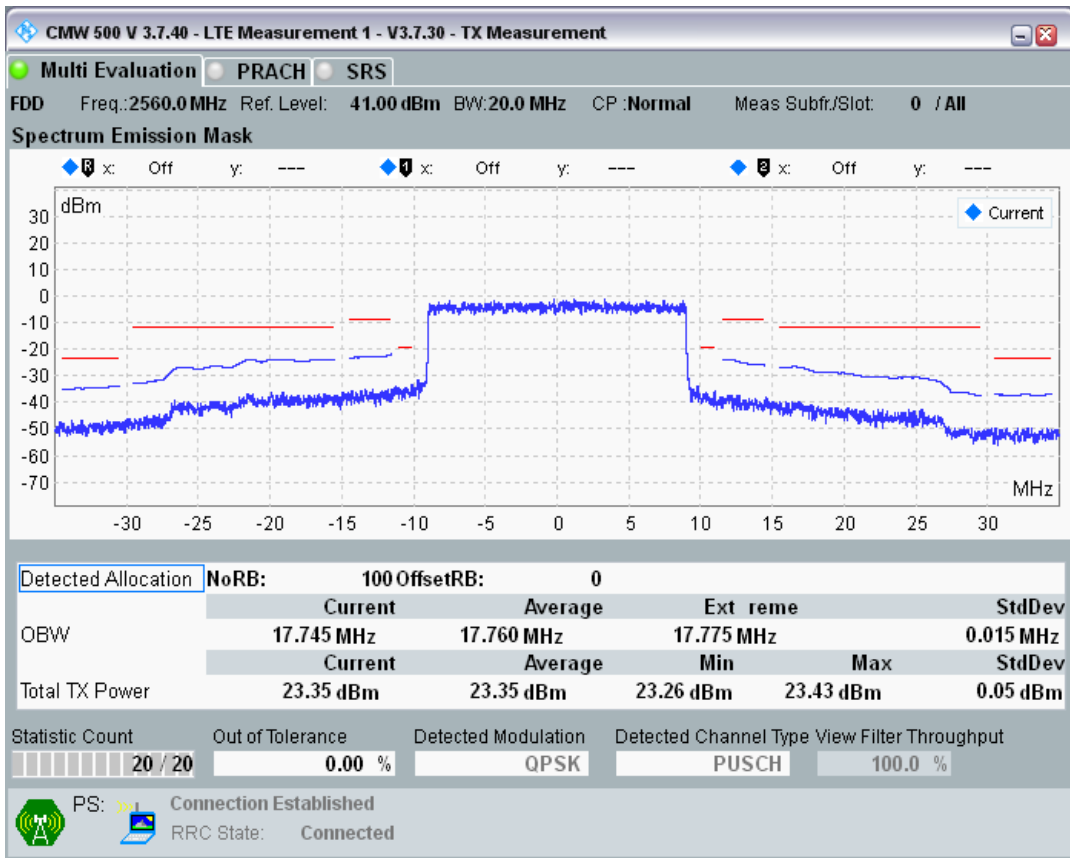 CMW 500 V 3.7.40 - LTE Measurement 1 - V3.7.30 - TX Measurement
Multi Evaluation PRACH SRS
FDD Freq.:2560.0 MHz Ref. Level: 41.00 dBm BW:20.0 MHz CP :Normal Meas Subfr./Slot: 0 / All
Spectrum Emission Mask
R x: Off y: --- 1 x: Off y: --- 2 x: Off y: ---
dBm
Current
30
20
10
0
-10
-20
-30
-40
-50
-60
-70
MHz
-30 -25 -20 -15 -10 -5 0 5 10 15 20 25 30
Detected Allocation NoRB: 100 OffsetRB: 0
Current Average Ext reme StdDev
OBW 17.745 MHz 17.760 MHz 17.775 MHz 0.015 MHz
Current Average Min Max StdDev
Total TX Power 23.35 dBm 23.35 dBm 23.26 dBm 23.43 dBm 0.05 dBm
Statistic Count Out of Tolerance Detected Modulation Detected Channel Type View Filter Throughput
20 / 20 0.00 % QPSK PUSCH 100.0 %
PS: Connection Established
RRC State: Connected